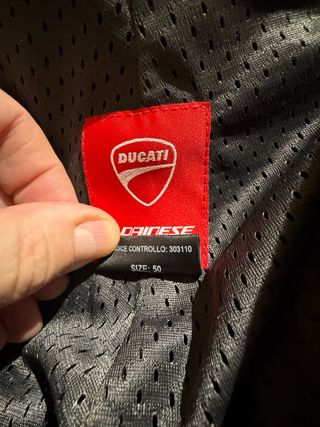 DUCATI
DAINESE
DICE CONTROLLO: 303110
SIZE: 50